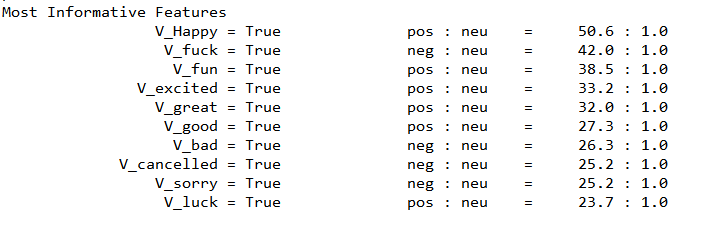 Most Informative Features
V_Happy = True pos : neu = 50.6 : 1.0
V_fuck = True neg : neu = 42.0 : 1.0
V_fun = True pos : neu = 38.5 : 1.0
V_excited = True pos : neu = 33.2 : 1.0
V_great = True pos : neu = 32.0 : 1.0
V_good = True pos : neu = 27.3 : 1.0
V_bad = True neg : neu = 26.3 : 1.0
V_cancelled = True neg : neu = 25.2 : 1.0
V_sorry = True neg : neu = 25.2 : 1.0
V_luck = True pos : neu = 23.7 : 1.0